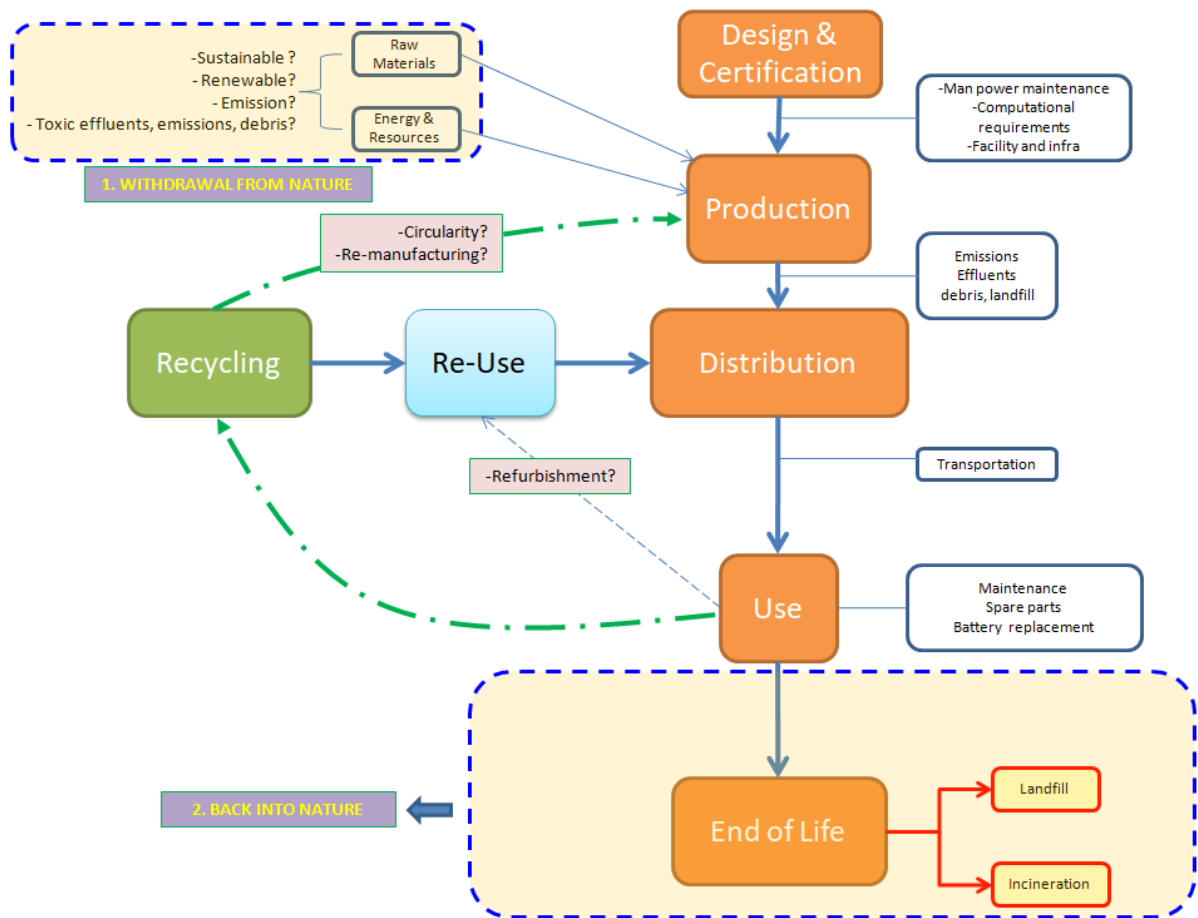 -Sustainable ?
- Renewable?
- Emission?
- Toxic effluents, emissions, debris?
Raw
Materials
Energy &
Resources
1. WITHDRAWAL FROM NATURE
Design &
Certification
-Man power maintenance
-Computational
requirements
-Facility and infra
Production
-Circularity?
-Re-manufacturing?
Emissions
Effluents
debris, landfill
Recycling
Re-Use
Distribution
-Refurbishment?
Transportation
Use
Maintenance
Spare parts
Battery replacement
2. BACK INTO NATURE
End of Life
Landfill
Incineration